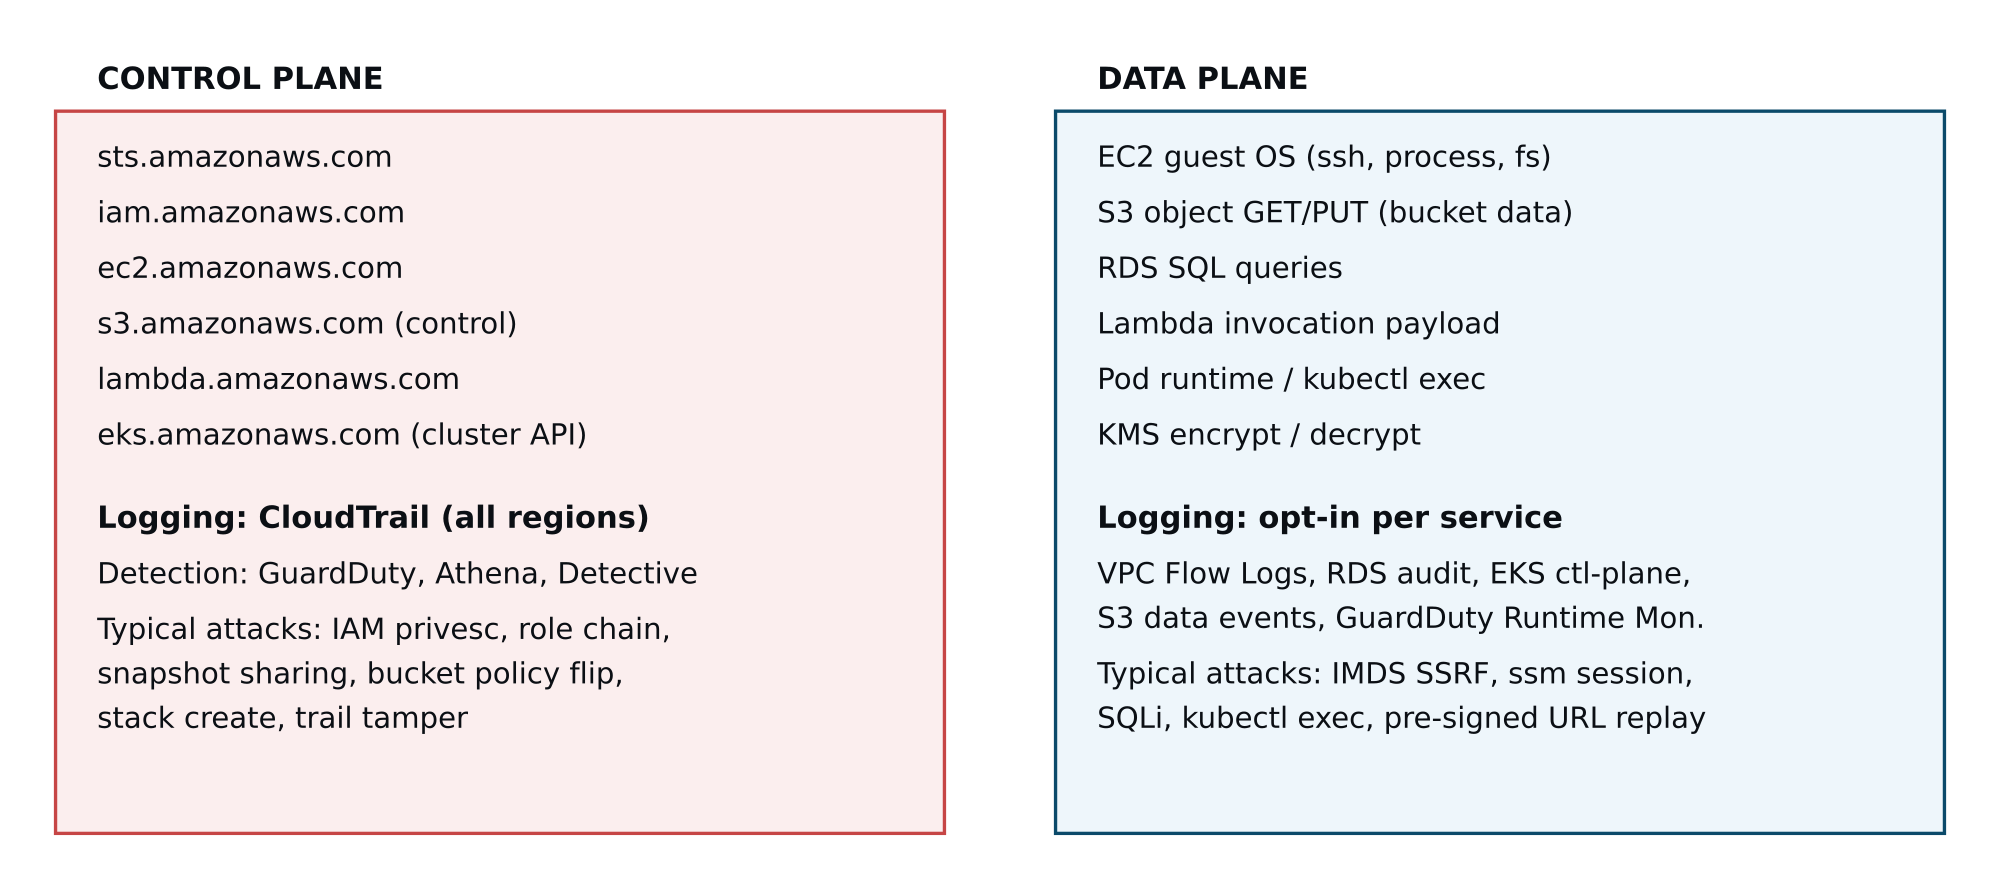 CONTROL PLANE
sts.amazonaws.com
iam.amazonaws.com
ec2.amazonaws.com
s3.amazonaws.com (control)
lambda.amazonaws.com
eks.amazonaws.com (cluster API)
Logging: CloudTrail (all regions)
Detection: GuardDuty, Athena, Detective
Typical attacks: IAM privesc, role chain,
snapshot sharing, bucket policy flip,
stack create, trail tamper
DATA PLANE
EC2 guest OS (ssh, process, fs)
S3 object GET/PUT (bucket data)
RDS SQL queries
Lambda invocation payload
Pod runtime / kubectl exec
KMS encrypt / decrypt
Logging: opt-in per service
VPC Flow Logs, RDS audit, EKS ctl-plane,
S3 data events, GuardDuty Runtime Mon.
Typical attacks: IMDS SSRF, ssm session,
SQLi, kubectl exec, pre-signed URL replay